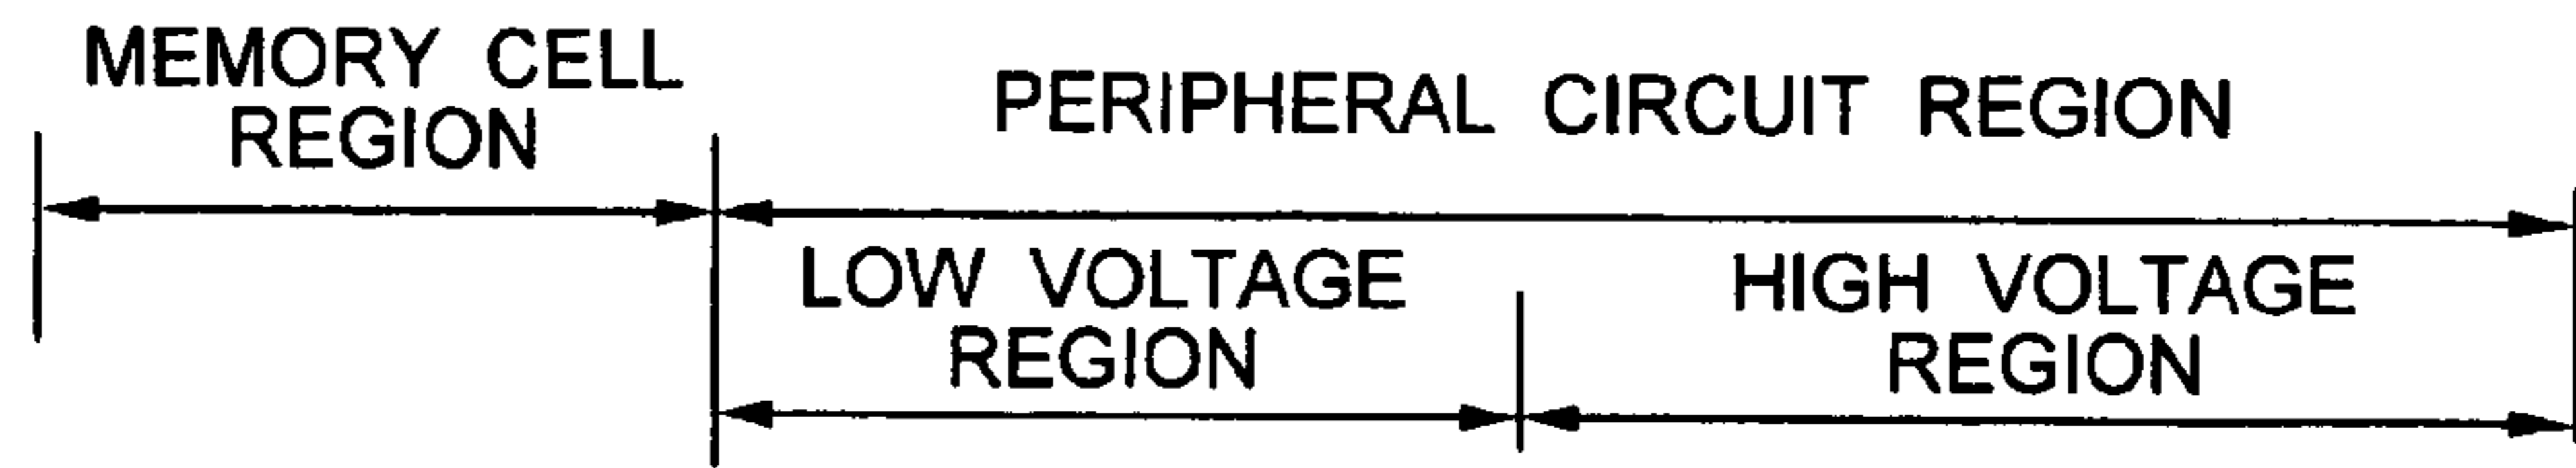 MEMORY CELL
REGION
PERIPHERAL CIRCUIT REGION
LOW VOLTAGE
REGION
HIGH VOLTAGE
REGION